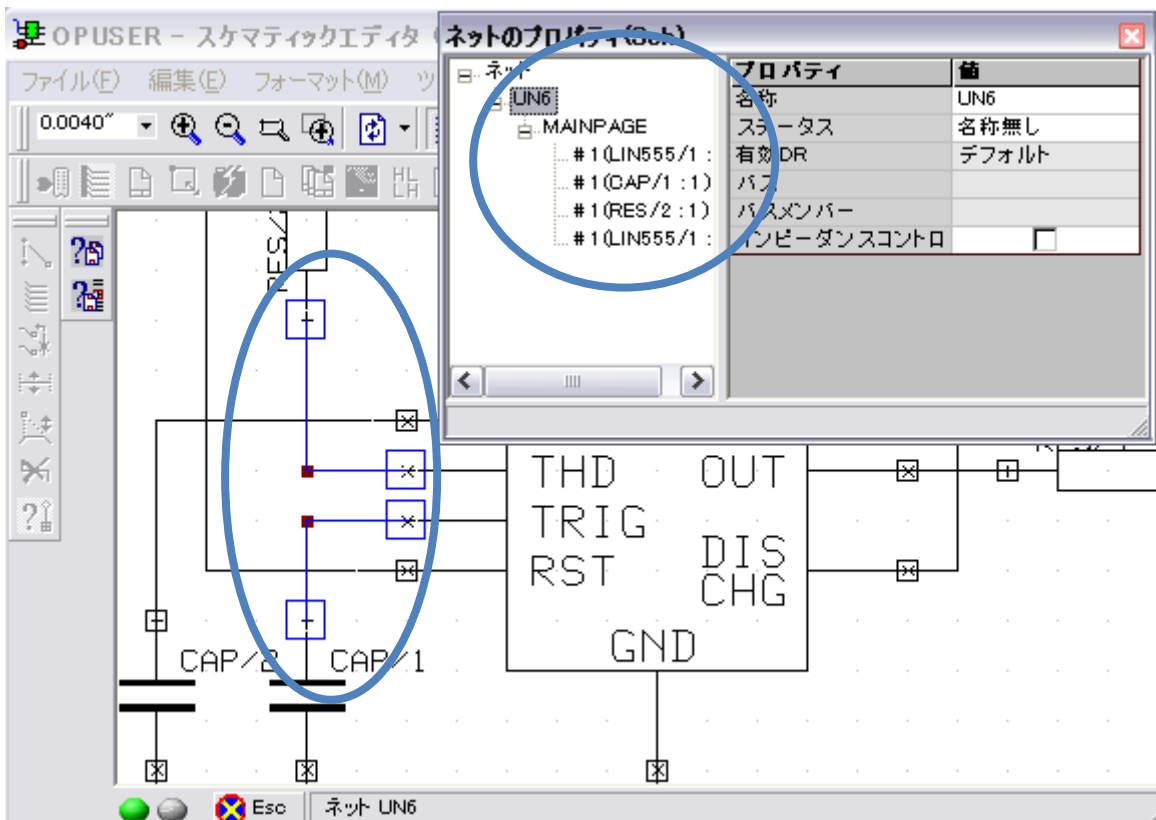 OPUSER - スケマティックエディタ
ファイル(F) 編集(E) フォーマット(M) ツ
0.0040"
ネットのプロパティ(Sch)
ネット
UN6
MAINPAGE
#1(LIN555/1 :
#1(CAP/1 :1)
#1(RES/2 :1)
#1(LIN555/1 :
プロパティ 値
名称 UN6
ステータス 名称無し
有効DR デフォルト
バス
バスメンバー
インピーダンスコントロ
THD OUT
TRIG
RST DIS
CHG
GND
CAP/2 CAP/1
Esc ネット UN6